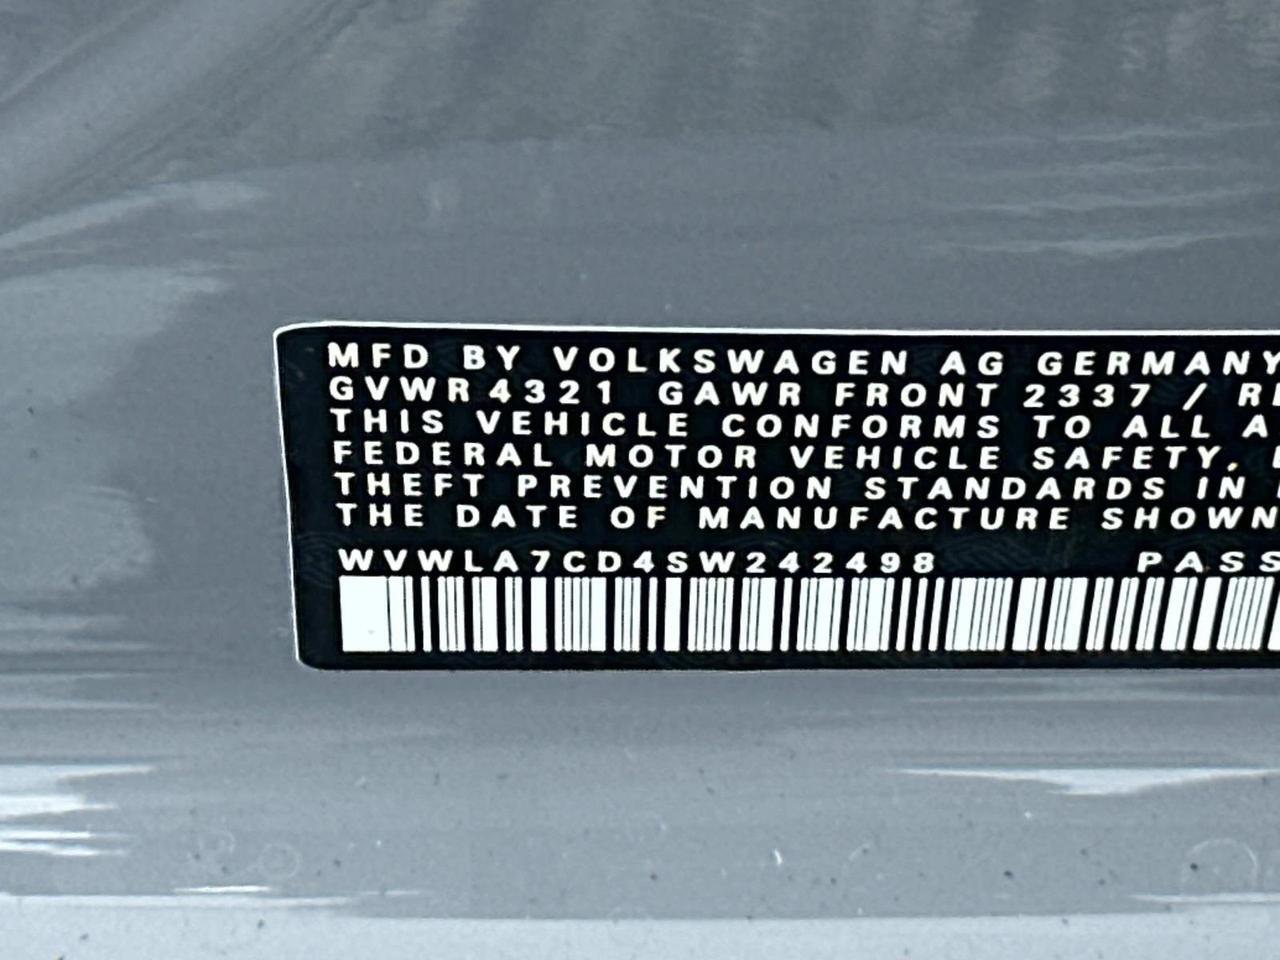 MFD BY VOLKSWAGEN AG GERMANY
GVWR 4321 GAWR FRONT 2337 /
THIS VEHICLE CONFORMS TO ALL
FEDERAL MOTOR VEHICLE SAFETY,
THEFT PREVENTION STANDARDS IN
THE DATE OF MANUFACTURE SHOWN
WVWLA7CD4SW242498 PASS